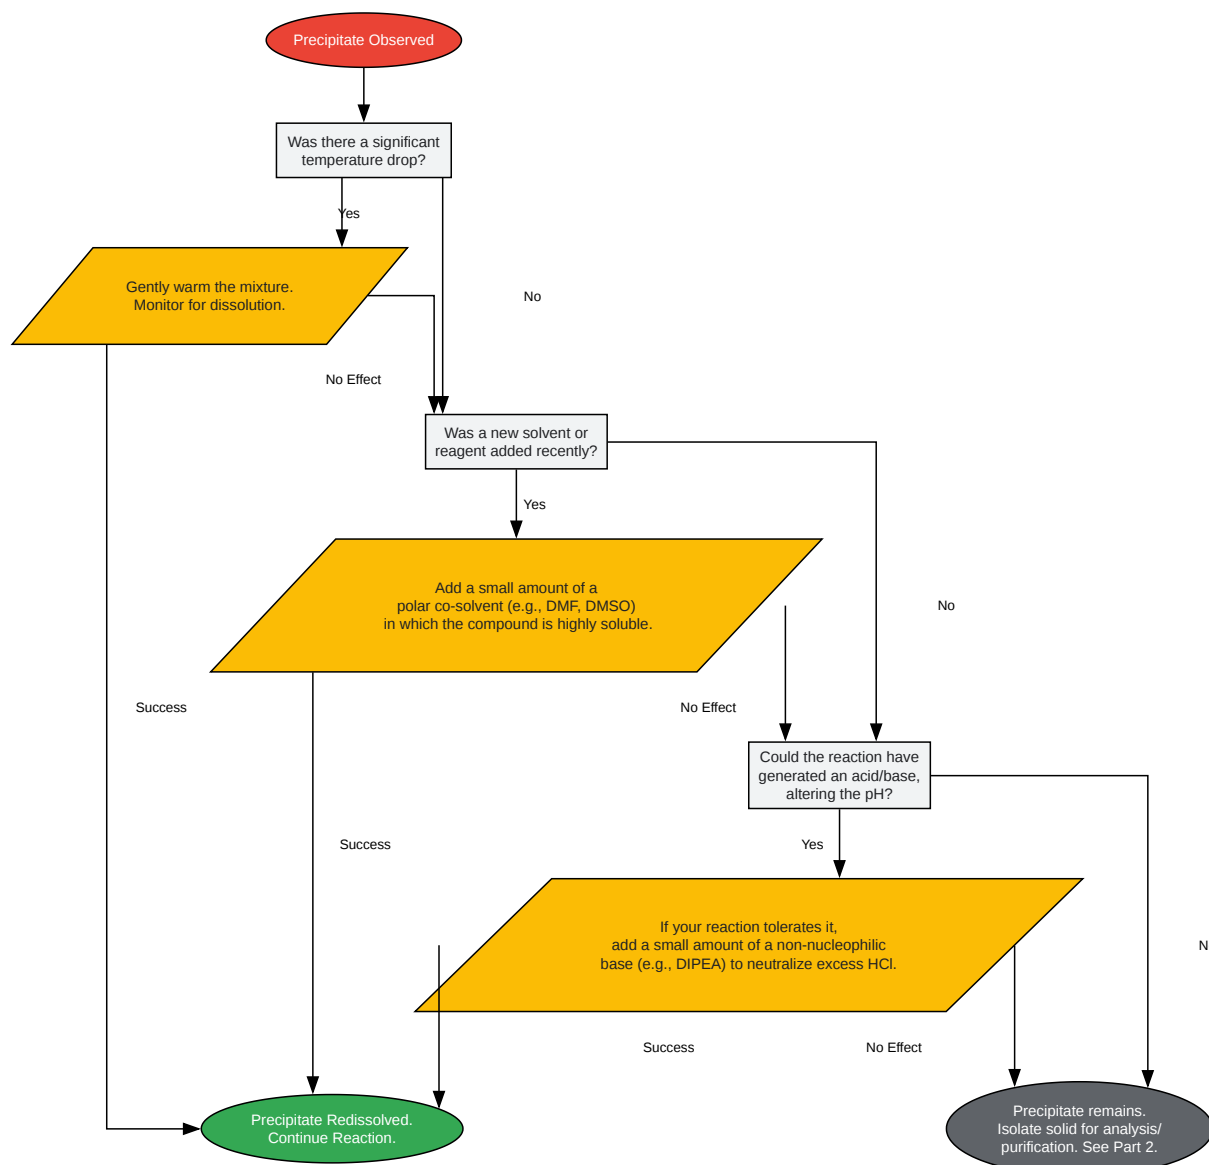 Precipitate Observed
Was there a significant
temperature drop?
Yes
Gently warm the mixture.
Monitor for dissolution.
No
No Effect
Was a new solvent or
reagent added recently?
Yes
Add a small amount of a
polar co-solvent (e.g., DMF, DMSO)
in which the compound is highly soluble.
No
Success
No Effect
Could the reaction have
generated an acid/base,
altering the pH?
Success
Yes
If your reaction tolerates it,
add a small amount of a non-nucleophilic
base (e.g., DIPEA) to neutralize excess HCl.
N
Success
No Effect
Precipitate Redissolved.
Continue Reaction.
Precipitate remains.
Isolate solid for analysis/
purification. See Part 2.